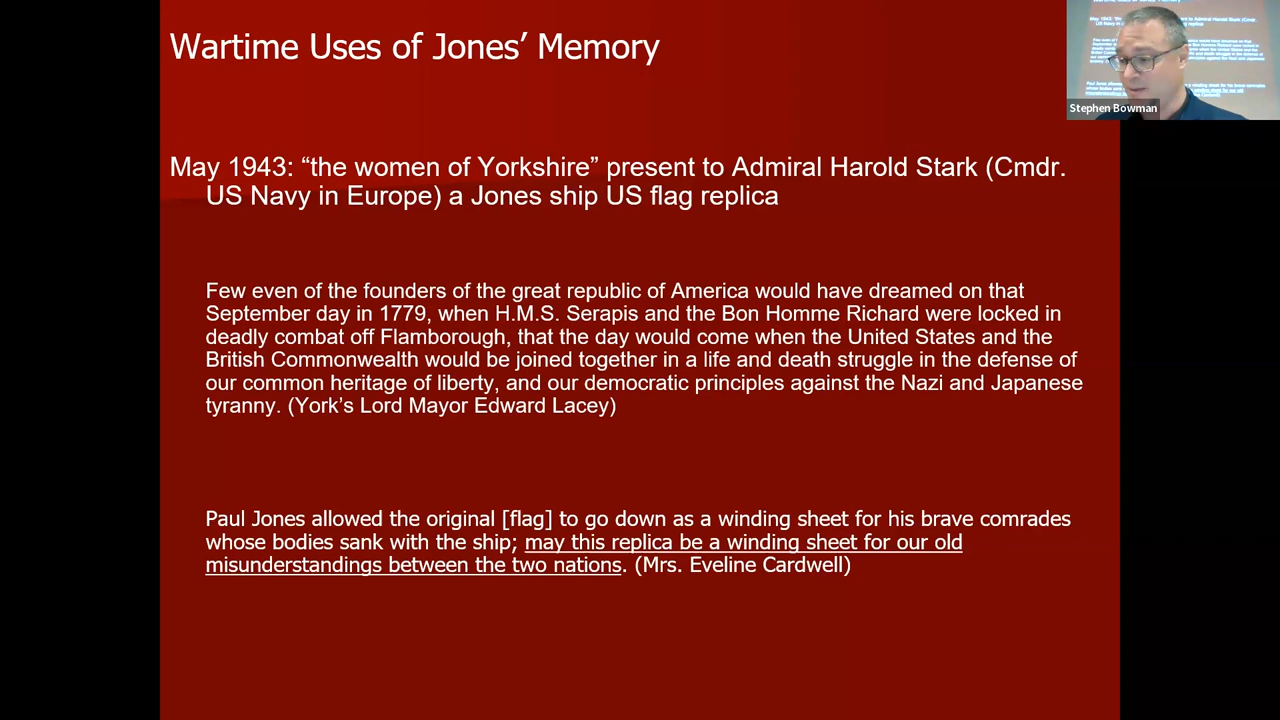 Wartime Uses of Jones’ Memory
Stephen Bowman
May 1943: “the women of Yorkshire” present to Admiral Harold Stark (Cmdr.
US Navy in Europe) a Jones ship US flag replica
Few even of the founders of the great republic of America would have dreamed on that
September day in 1779, when H.M.S. Serapis and the Bon Homme Richard were locked in
deadly combat off Flamborough, that the day would come when the United States and the
British Commonwealth would be joined together in a life and death struggle in the defense of
our common heritage of liberty, and our democratic principles against the Nazi and Japanese
tyranny. (York’s Lord Mayor Edward Lacey)
Paul Jones allowed the original [flag] to go down as a winding sheet for his brave comrades
whose bodies sank with the ship; may this replica be a winding sheet for our old
misunderstandings between the two nations. (Mrs. Eveline Cardwell)